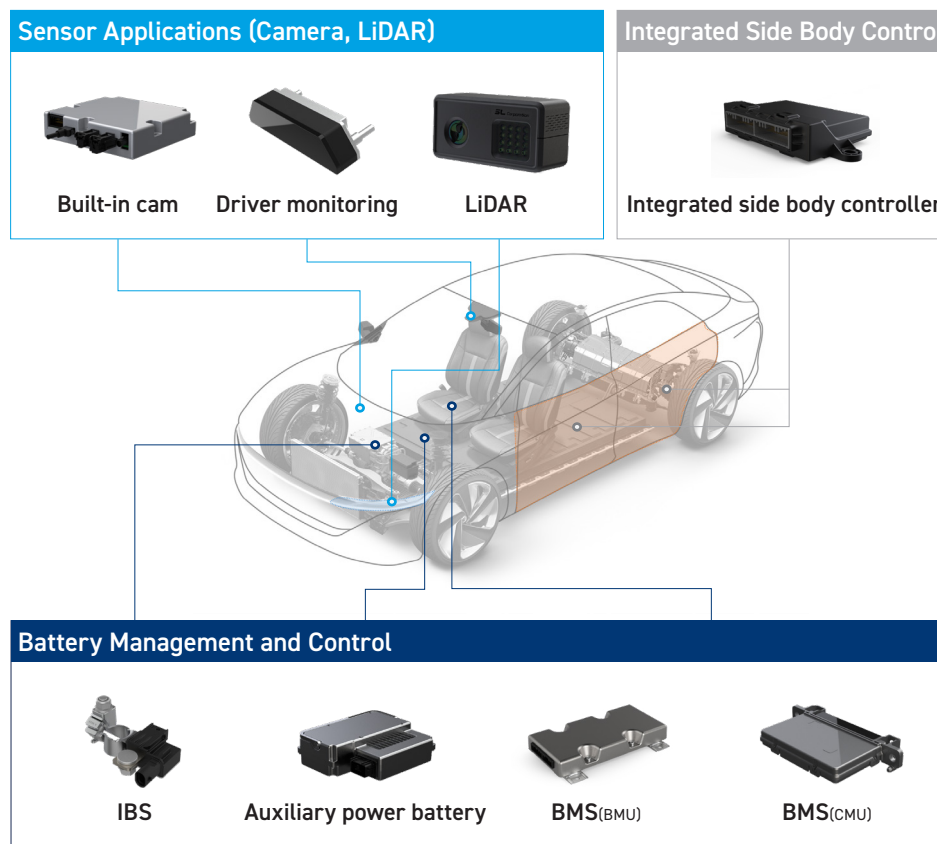 Sensor Applications (Camera, LiDAR)
Integrated Side Body Contro
Built-in cam
Driver monitoring
LiDAR
Integrated side body controller
Battery Management and Control
IBS
Auxiliary power battery
BMS(BMU)
BMS(CMU)